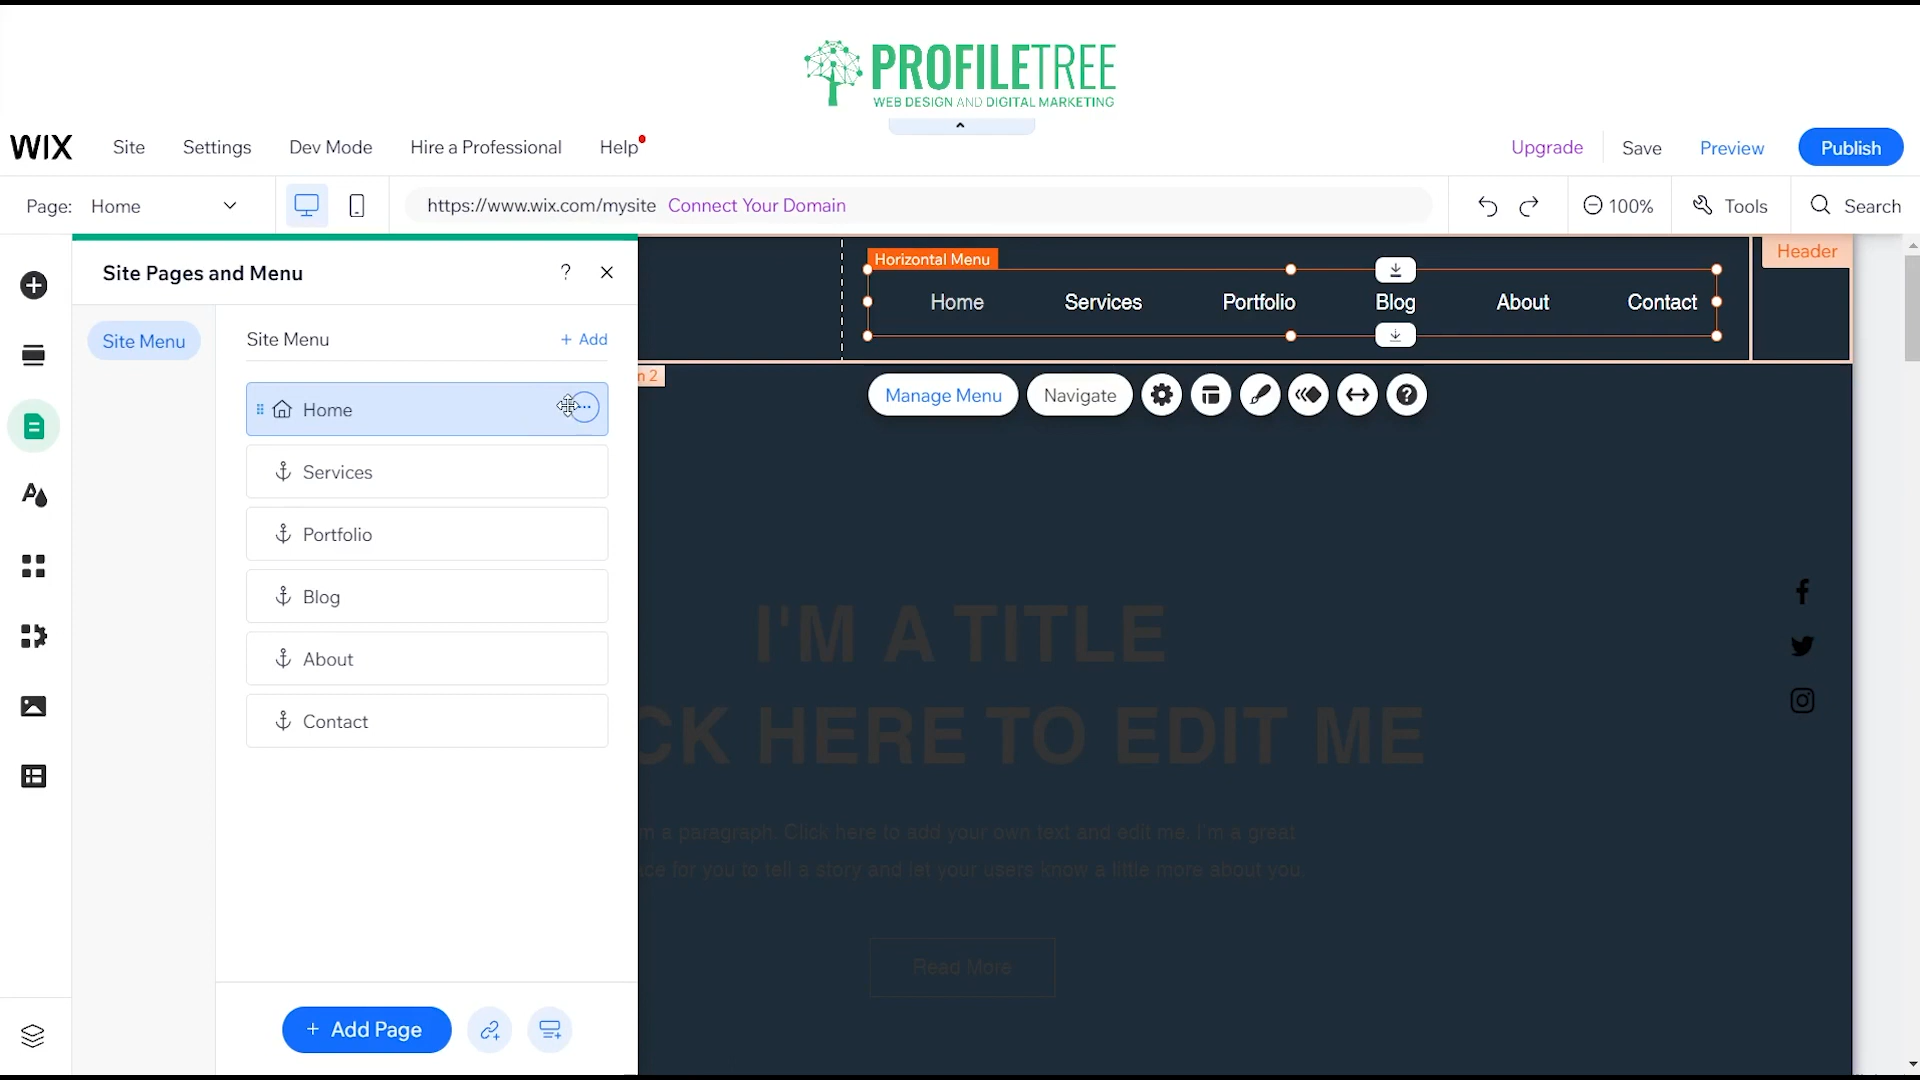 PROFILETREE
WEB DESIGN AND DIGITAL MARKETING
WIX Site Settings Dev Mode Hire a Professional Help Upgrade Save Preview Publish
Page: Home https://www.wix.com/mysite Connect Your Domain 100% Tools Search
Site Pages and Menu ?
Site Menu
Site Menu + Add
Home
Services
Portfolio
Blog
About
Contact
+ Add Page
Horizontal Menu
Header
Home Services Portfolio Blog About Contact
n 2
Manage Menu Navigate
I'M A TITLE
CK HERE TO EDIT ME
m a paragraph. Click here to add your own text and edit me. I'm a great
ce for you to tell a story and let your users know a little more about you.
Read More